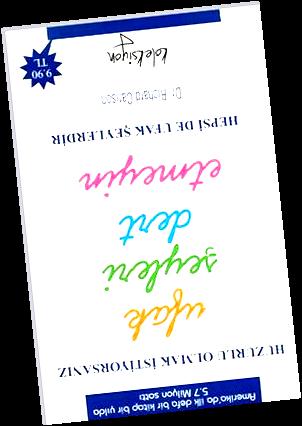 Amerika'da ilk defa bir kitap bir yılda
5.7 Milyon sattı
HUZURLU OLMAK İSTİYORSANIZ
ufak
şeyleri
dert
etmeyin
HEPSİ DE UFAK ŞEYLERDİR
Dr. Richard Carlson
koleksiyon
9.90
TL